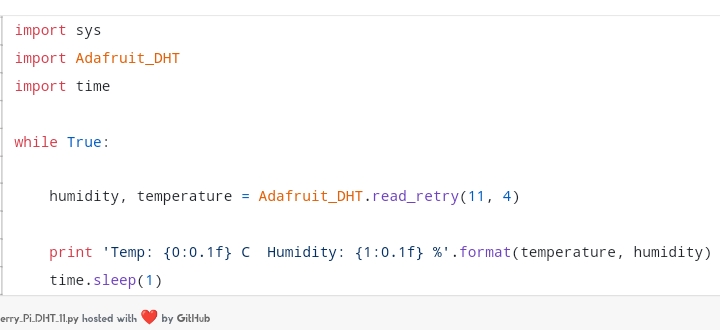 import sys
import Adafruit_DHT
import time
while True:
    humidity, temperature = Adafruit_DHT.read_retry(11, 4)
    print 'Temp: {0:0.1f} C  Humidity: {1:0.1f} %'.format(temperature, humidity)
    time.sleep(1)
erry_Pi_DHT_11.py hosted with ❤ by GitHub